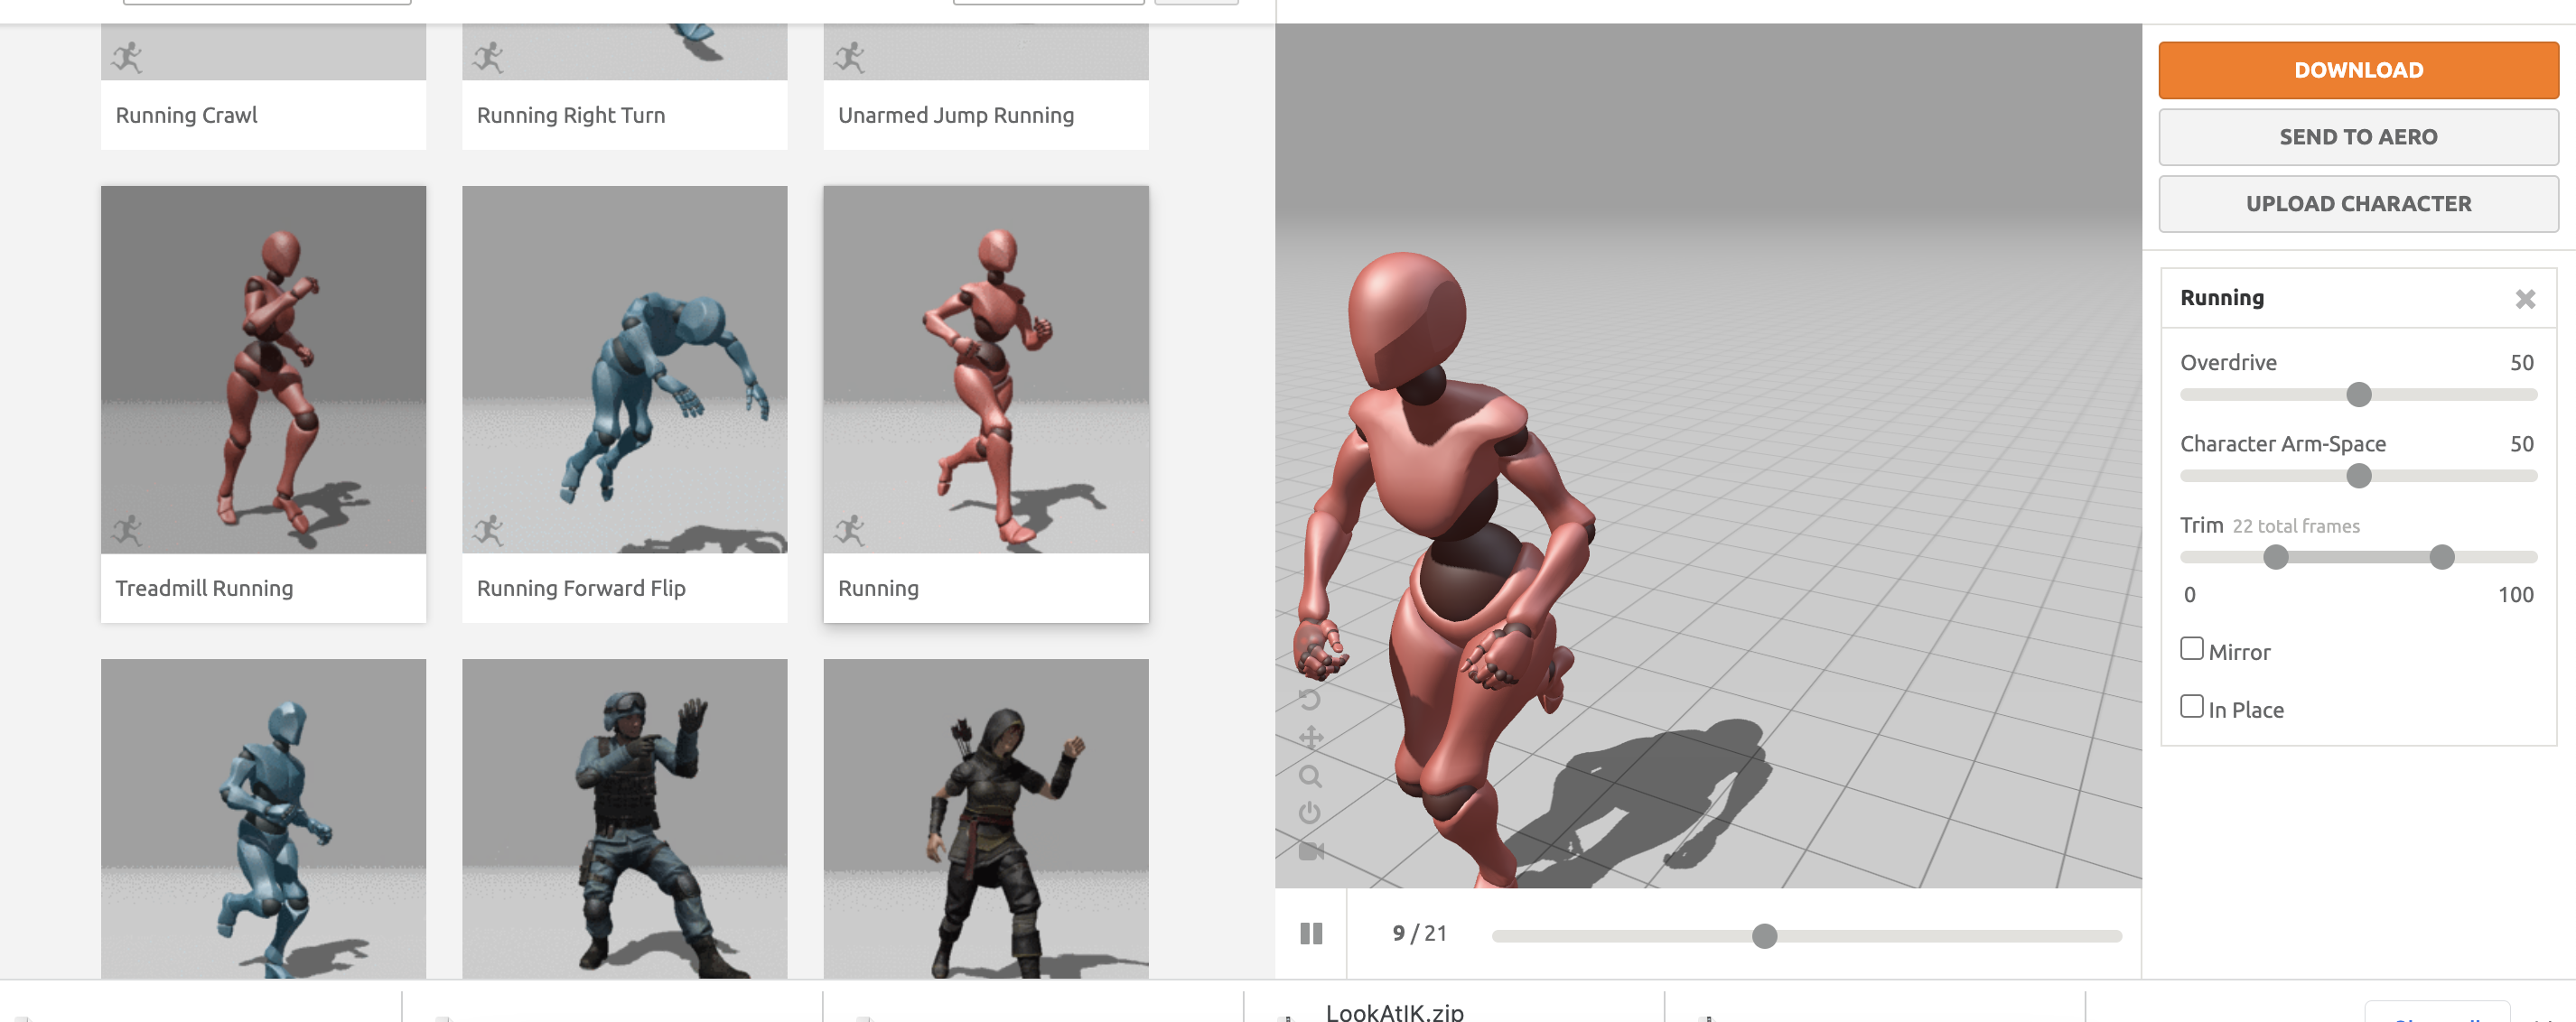 Running Crawl
Running Right Turn
Unarmed Jump Running
Treadmill Running
Running Forward Flip
Running
9 / 21
DOWNLOAD
SEND TO AERO
UPLOAD CHARACTER
Running
Overdrive 50
Character Arm-Space 50
Trim 22 total frames
0 100
Mirror
In Place
LookAtIK.zip